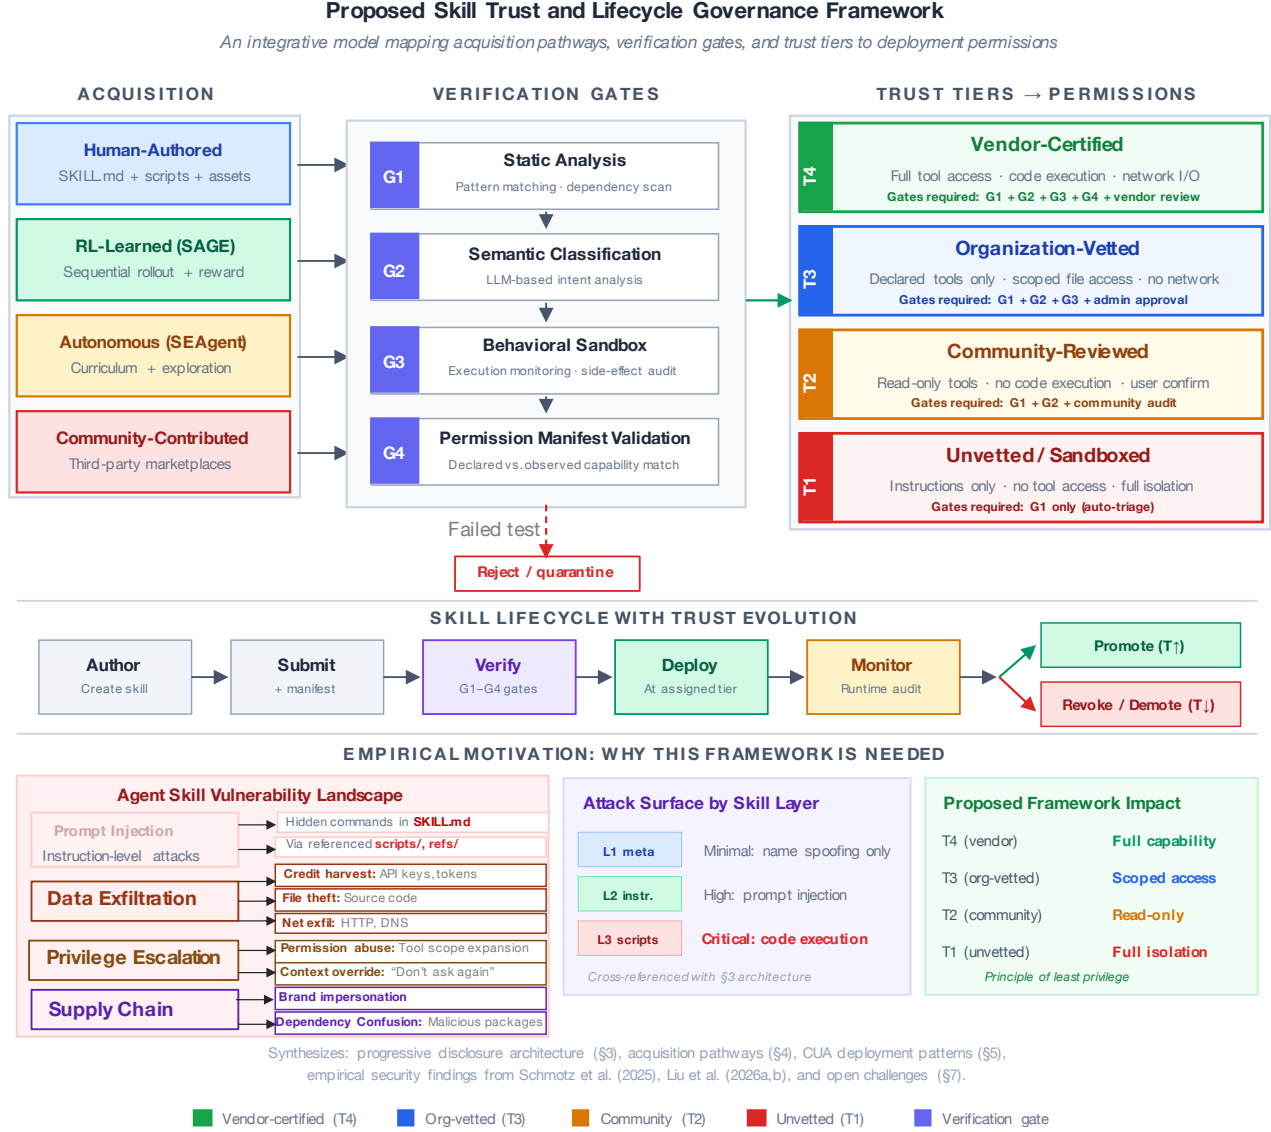 Proposed Skill Trust and Lifecycle Governance Framework
An integrative model mapping acquisition pathways, verification gates, and trust tiers to deployment permissions
ACQUISITION
Human-Authored
SKILL.md + scripts + assets
RL-Learned (SAGE)
Sequential rollout + reward
Autonomous (SEAgent)
Curriculum + exploration
Community-Contributed
Third-party marketplaces
VERIFICATION GATES
G1
Static Analysis
Pattern matching · dependency scan
G2
Semantic Classification
LLM-based intent analysis
G3
Behavioral Sandbox
Execution monitoring · side-effect audit
G4
Permission Manifest Validation
Declared vs. observed capability match
Failed test
Reject / quarantine
TRUST TIERS → PERMISSIONS
T4
Vendor-Certified
Full tool access · code execution · network I/O
Gates required: G1 + G2 + G3 + G4 + vendor review
T3
Organization-Vetted
Declared tools only · scoped file access · no network
Gates required: G1 + G2 + G3 + admin approval
T2
Community-Reviewed
Read-only tools · no code execution · user confirm
Gates required: G1 + G2 + community audit
T1
Unvetted / Sandboxed
Instructions only · no tool access · full isolation
Gates required: G1 only (auto-triage)
SKILL LIFECYCLE WITH TRUST EVOLUTION
Author
Create skill
Submit
+ manifest
Verify
G1–G4 gates
Deploy
At assigned tier
Monitor
Runtime audit
Promote (T↑)
Revoke / Demote (T↓)
EMPIRICAL MOTIVATION: WHY THIS FRAMEWORK IS NEEDED
Agent Skill Vulnerability Landscape
Prompt Injection
Instruction-level attacks
Hidden commands in SKILL.md
Via referenced scripts/, refs/
Data Exfiltration
Credit harvest: API keys, tokens
File theft: Source code
Net exfil: HTTP, DNS
Privilege Escalation
Permission abuse: Tool scope expansion
Context override: “Don’t ask again”
Supply Chain
Brand impersonation
Dependency Confusion: Malicious packages
Attack Surface by Skill Layer
L1 meta
Minimal: name spoofing only
L2 instr.
High: prompt injection
L3 scripts
Critical: code execution
Cross-referenced with §3 architecture
Proposed Framework Impact
T4 (vendor) Full capability
T3 (org-vetted) Scoped access
T2 (community) Read-only
T1 (unvetted) Full isolation
Principle of least privilege
Synthesizes: progressive disclosure architecture (§3), acquisition pathways (§4), CUA deployment patterns (§5),
empirical security findings from Schmotz et al. (2025), Liu et al. (2026a,b), and open challenges (§7).
Vendor-certified (T4)
Org-vetted (T3)
Community (T2)
Unvetted (T1)
Verification gate